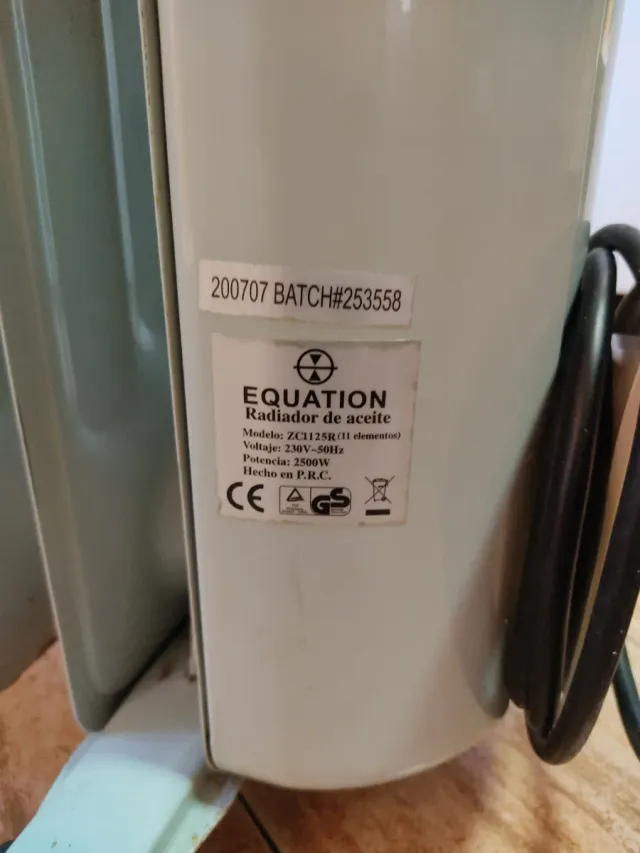 200707 BATCH#253558
EQUATION
Radiador de aceite
Modelo: ZC1125R (11 elementos)
Voltaje: 230V~50Hz
Potencia: 2500W
Hecho en P.R.C.
CE GS